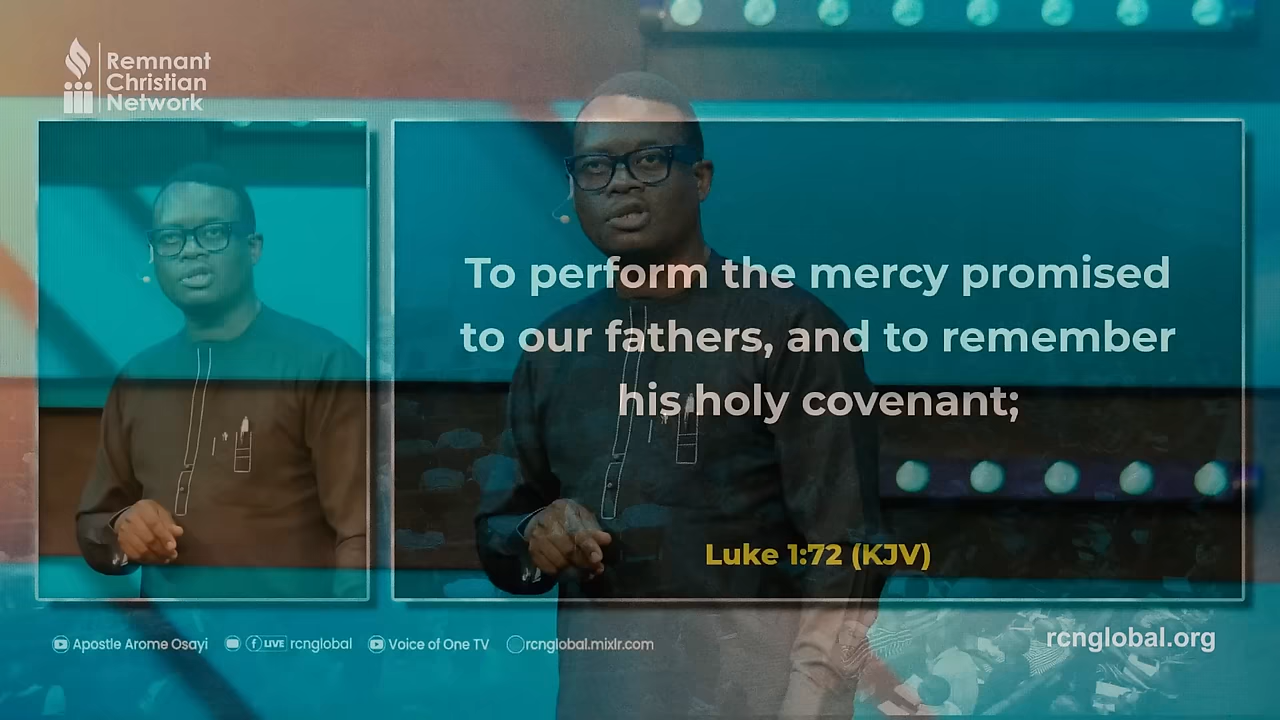 Remnant
Christian
Network
To perform the mercy promised
to our fathers, and to remember
his holy covenant;
Luke 1:72 (KJV)
Apostle Arome Osayi LIVE rcnglobal Voice of One TV rcnglobal.mixlr.com
rcnglobal.org